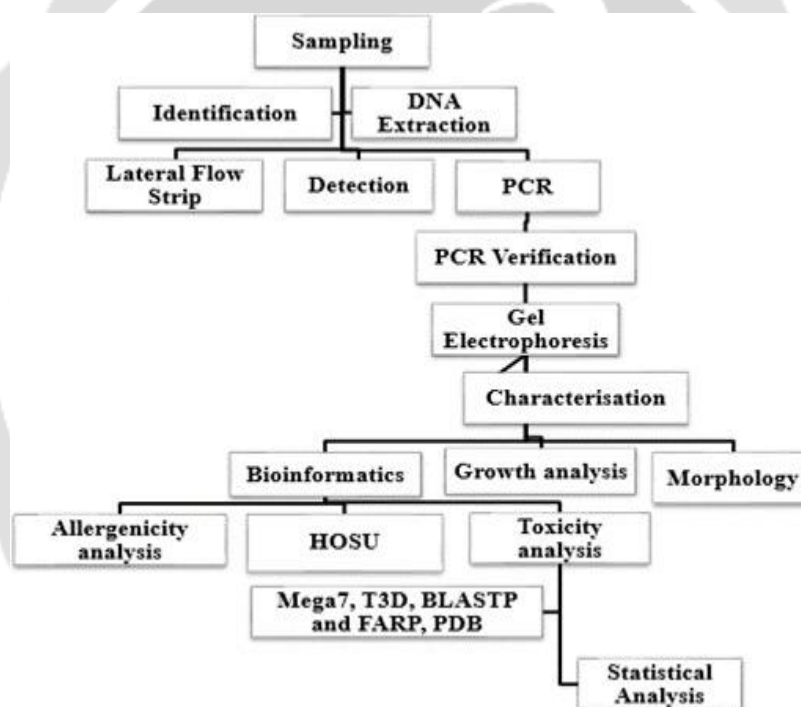 Sampling
Identification
DNA
Extraction
Lateral Flow
Strip
Detection
PCR
PCR Verification
Gel
Electrophoresis
Characterisation
Bioinformatics
Growth analysis
Morphology
Allergenicity
analysis
HOSU
Toxicity
analysis
Mega7, T3D, BLASTP
and FARP, PDB
Statistical
Analysis